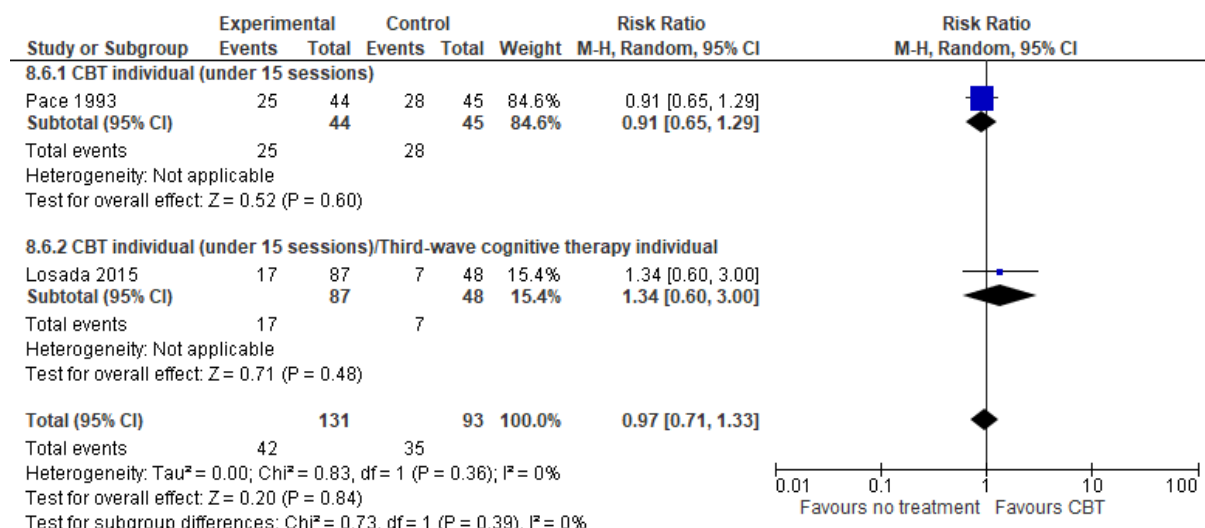 Experimental Control Risk Ratio Risk Ratio
Study or Subgroup Events Total Events Total Weight M-H, Random, 95% CI M-H, Random, 95% CI
8.6.1 CBT individual (under 15 sessions)
Pace 1993 25 44 28 45 84.6% 0.91 [0.65, 1.29]
Subtotal (95% CI) 44 45 84.6% 0.91 [0.65, 1.29]
Total events 25 28
Heterogeneity: Not applicable
Test for overall effect: Z = 0.52 (P = 0.60)
8.6.2 CBT individual (under 15 sessions)/Third-wave cognitive therapy individual
Losada 2015 17 87 7 48 15.4% 1.34 [0.60, 3.00]
Subtotal (95% CI) 87 48 15.4% 1.34 [0.60, 3.00]
Total events 17 7
Heterogeneity: Not applicable
Test for overall effect: Z = 0.71 (P = 0.48)
Total (95% CI) 131 93 100.0% 0.97 [0.71, 1.33]
Total events 42 35
Heterogeneity: Tau² = 0.00; Chi² = 0.83, df = 1 (P = 0.36); I² = 0%
Test for overall effect: Z = 0.20 (P = 0.84)
Test for subgroup differences: Chi² = 0.73, df = 1 (P = 0.39), I² = 0%
0.01 0.1 1 10 100
Favours no treatment Favours CBT